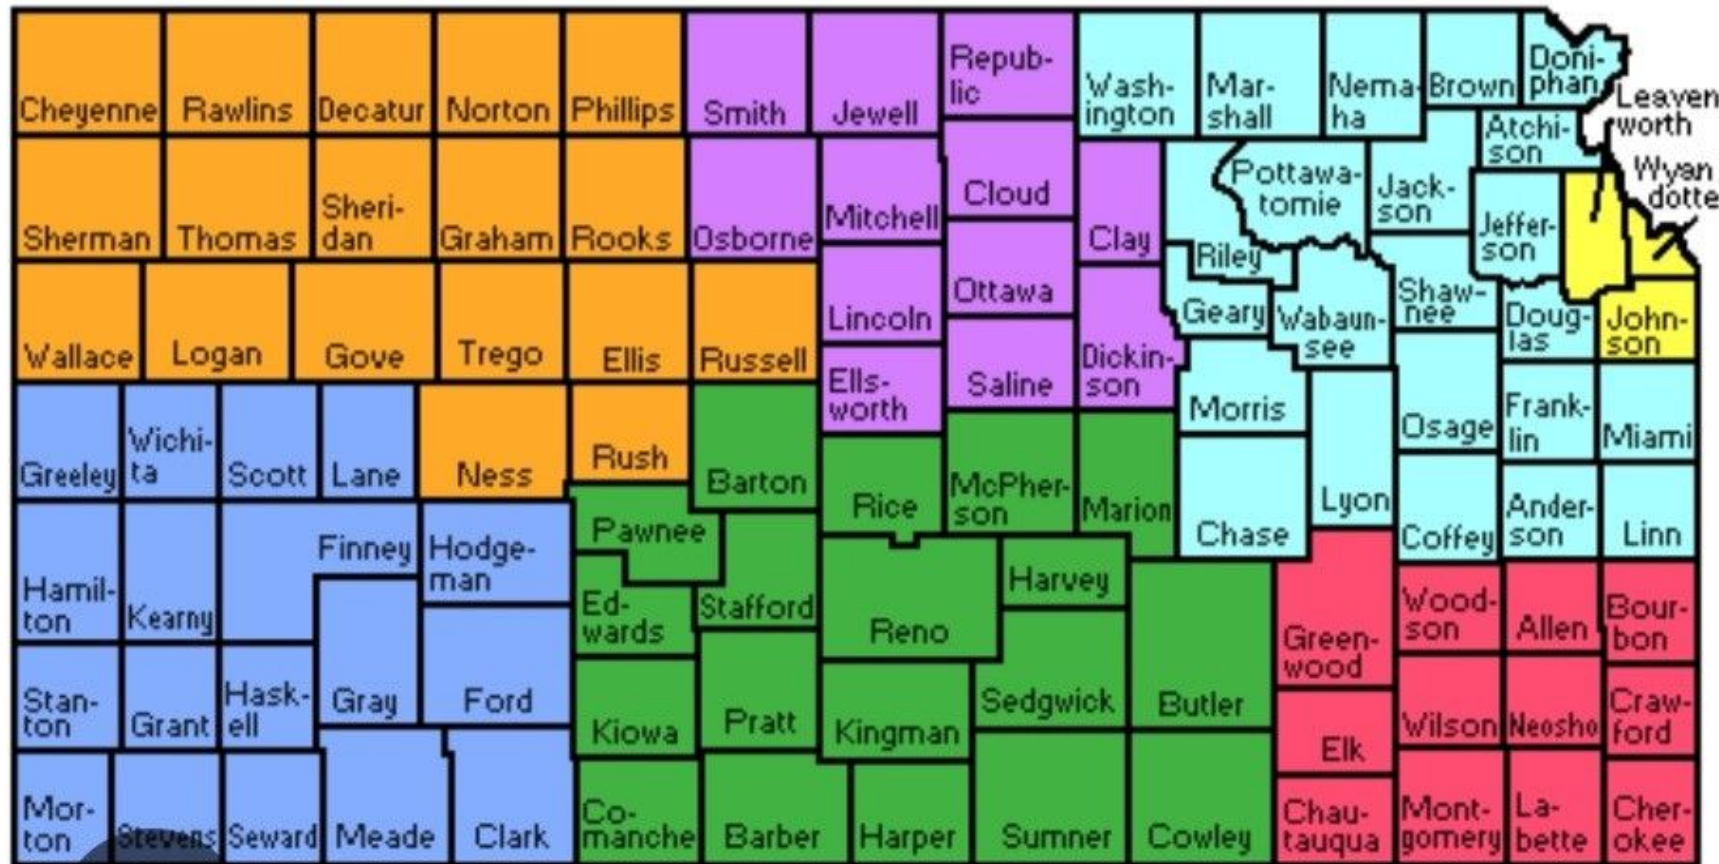 Cheyenne
Rawlins
Decatur
Norton
Phillips
Smith
Jewell
Repub-
lic
Wash-
ington
Mar-
shall
Nema-
ha
Brown
Doni-
phan
Leaven
worth
Atchi-
son
Wyan
dotte
Sherman
Thomas
Sheri-
dan
Graham
Rooks
Osborne
Mitchell
Cloud
Clay
Riley
Pottawa-
tomie
Jack-
son
Jeffer-
son
Wallace
Logan
Gove
Trego
Ellis
Russell
Lincoln
Ottawa
Dickin-
son
Geary
Wabaun-
see
Shaw-
nee
Doug-
las
John-
son
Ells-
worth
Saline
Morris
Osage
Frank-
lin
Miami
Greeley
Wichi-
ta
Scott
Lane
Ness
Rush
Barton
Rice
McPher-
son
Marion
Chase
Lyon
Coffey
Ander-
son
Linn
Hamil-
ton
Kearny
Finney
Hodge-
man
Pawnee
Ed-
wards
Stafford
Reno
Harvey
Green-
wood
Wood-
son
Allen
Bour-
bon
Stan-
ton
Grant
Hask-
ell
Gray
Ford
Kiowa
Pratt
Kingman
Sedgwick
Butler
Elk
Wilson
Neosho
Craw-
ford
Mor-
ton
Stevens
Seward
Meade
Clark
Co-
manche
Barber
Harper
Sumner
Cowley
Chau-
tauqua
Mont-
gomery
La-
bette
Cher-
okee